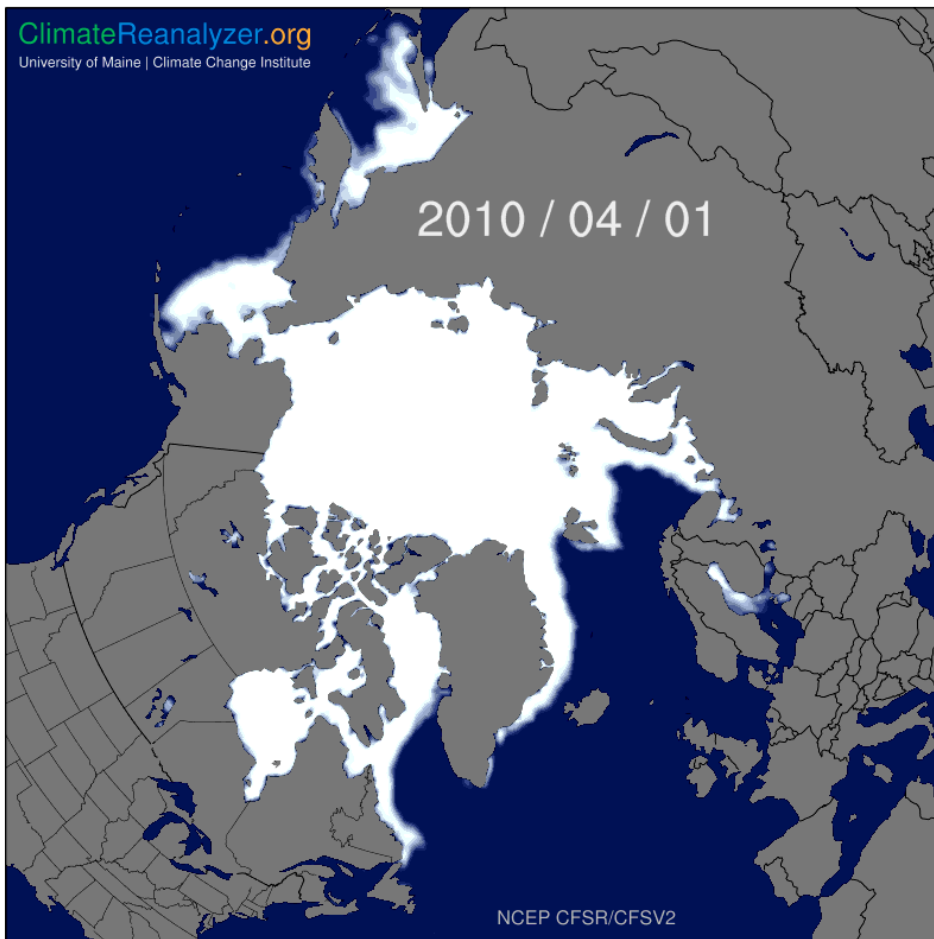 ClimateReanalyzer.org
University of Maine | Climate Change Institute
2010 / 04 / 01
NCEP CFSR/CFSV2